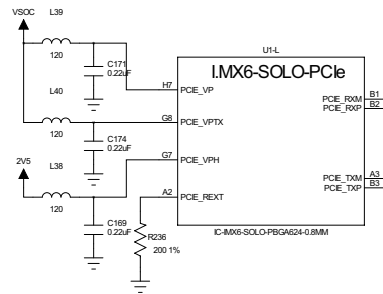 VSOC
L39
120
C171
0.22uF
L40
120
C174
0.22uF
2V5
L38
120
C169
0.22uF
R236
200 1%
U1-L
I.MX6-SOLO-PCIe
H7
PCIE_VP
G8
PCIE_VPTX
G7
PCIE_VPH
A2
PCIE_REXT
PCIE_RXM
B1
PCIE_RXP
B2
PCIE_TXM
A3
PCIE_TXP
B3
IC-IMX6-SOLO-PBGA624-0.8MM